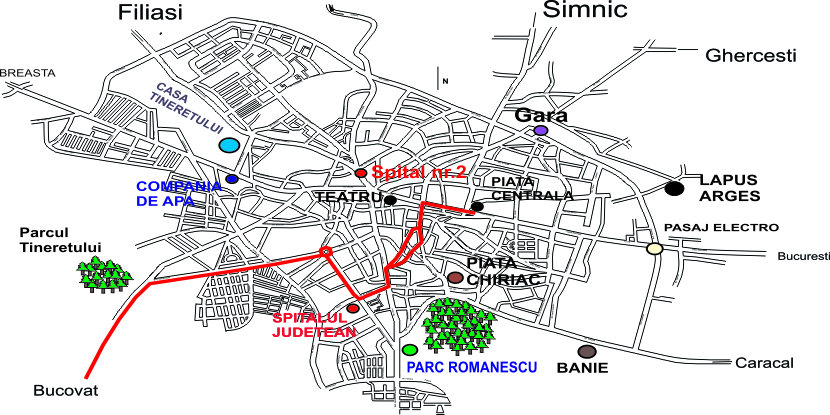 Filiasi
Simnic
Ghercesti
BREASTA
N
CASA
TINERETULUI
Gara
Spital nr.2
COMPANIA
DE APA
TEATRU
PIATA
CENTRALA
LAPUS
ARGES
Parcul
Tineretului
PASAJ ELECTRO
Bucuresti
PIATA
CHIRIAC
SPITALUL
JUDETEAN
PARC ROMANESCU
BANIE
Caracal
Bucovat